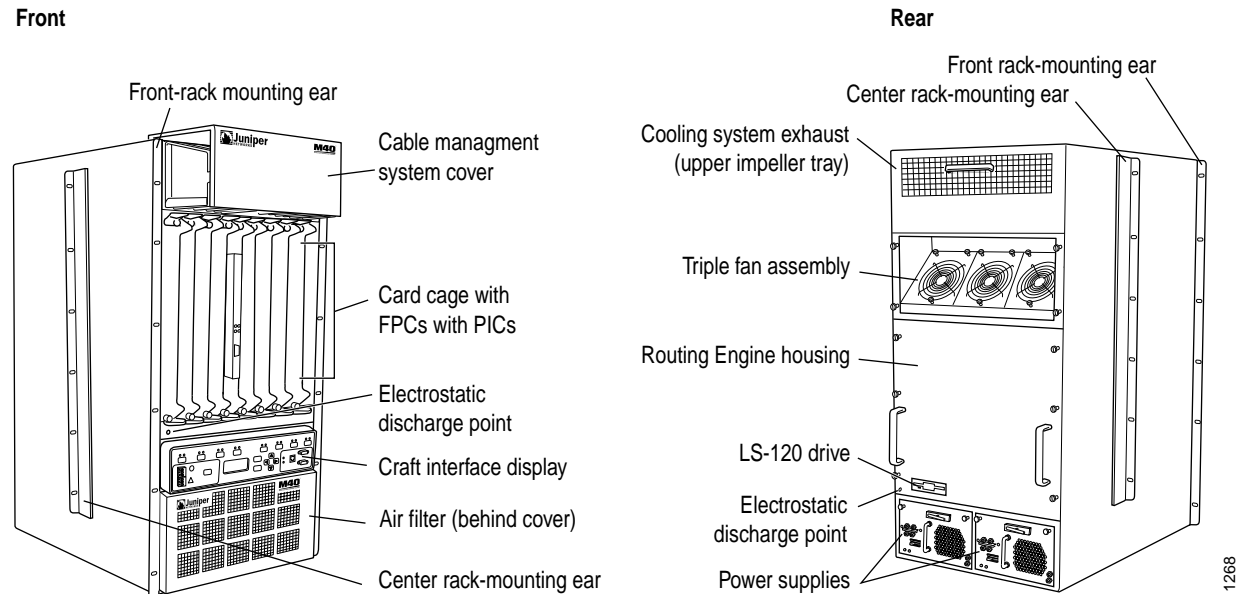 Front
Front-rack mounting ear
Juniper
M40
Cable managment
system cover
Card cage with
FPCs with PICs
Electrostatic
discharge point
Craft interface display
Juniper
M40
Air filter (behind cover)
Center rack-mounting ear
Rear
Front rack-mounting ear
Center rack-mounting ear
Cooling system exhaust
(upper impeller tray)
Triple fan assembly
Routing Engine housing
LS-120 drive
Electrostatic
discharge point
Power supplies
1268